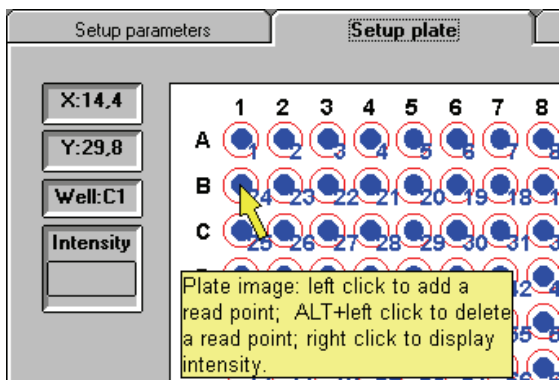 Setup parameters Setup plate
X:14,4
Y:29,8
Well:C1
Intensity
1 2 3 4 5 6 7 8
A 1 2 3 4 5 6 7 8
B 24 23 22 21 20 19 18 1
C 25 26 27 28 29 30 31 3
Plate image: left click to add a
read point; ALT+left click to delete
a read point; right click to display
intensity.